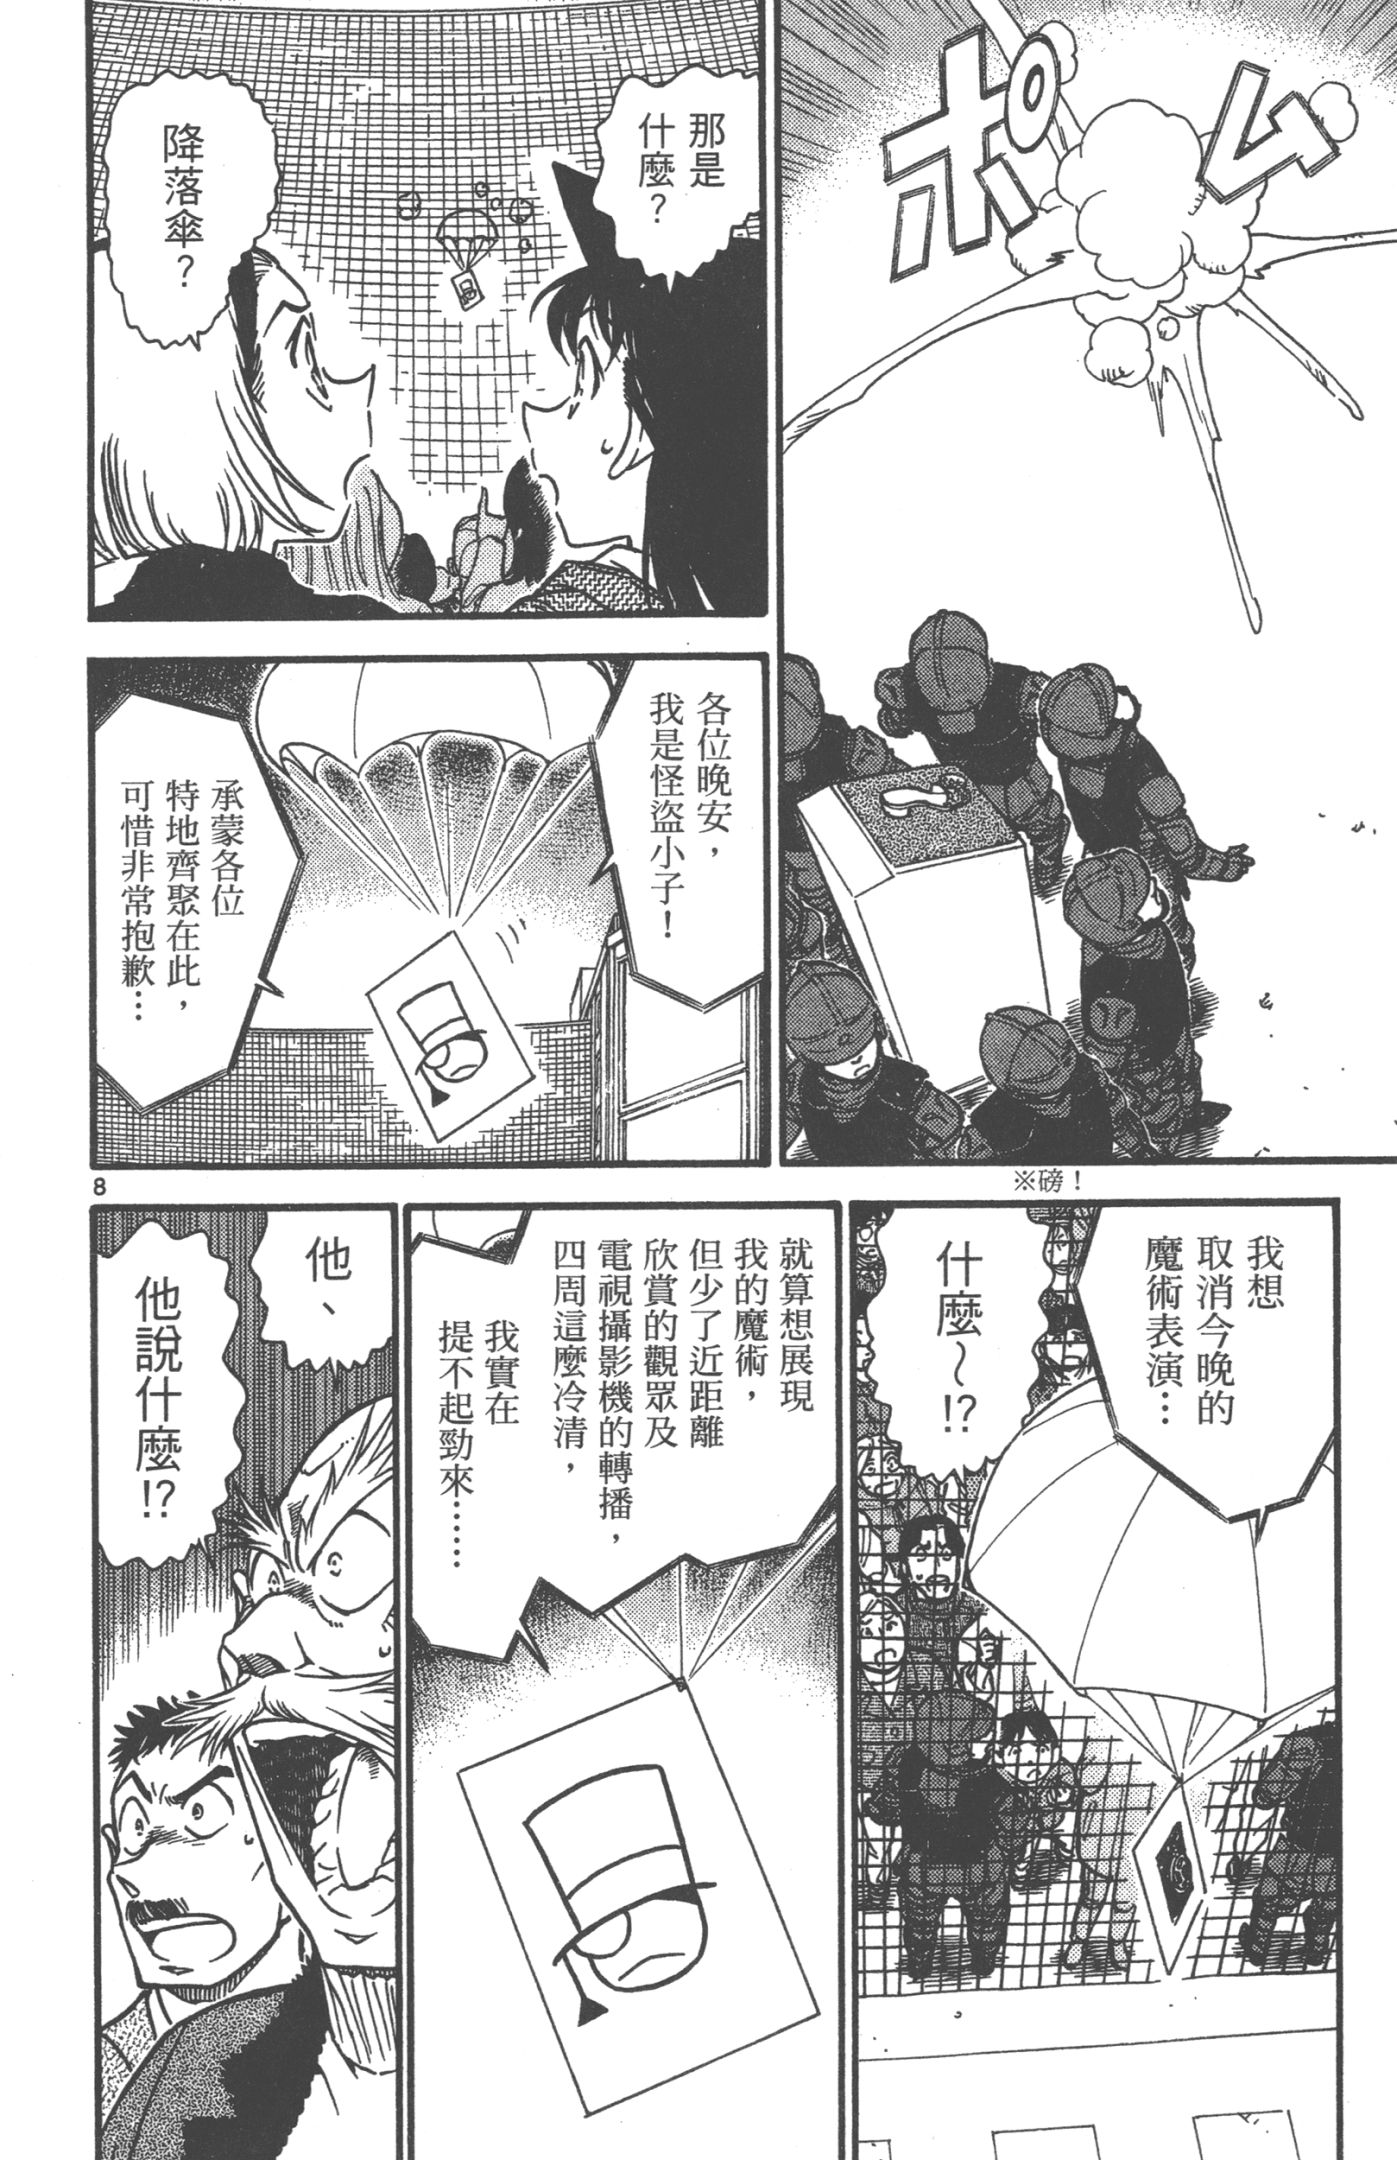 ポム
※磅！
那是
什麼？
降落傘？
各位晚安，
我是怪盜小子！
承蒙各位
特地齊聚在此，
可惜非常抱歉…
8
我想
取消今晚的
魔術表演…
什麼～!?
就算想展現
我的魔術，
但少了近距離
欣賞的觀眾及
電視攝影機的轉播，
四周這麼冷清，
我實在
提不起勁來……
他、
他說什麼!?